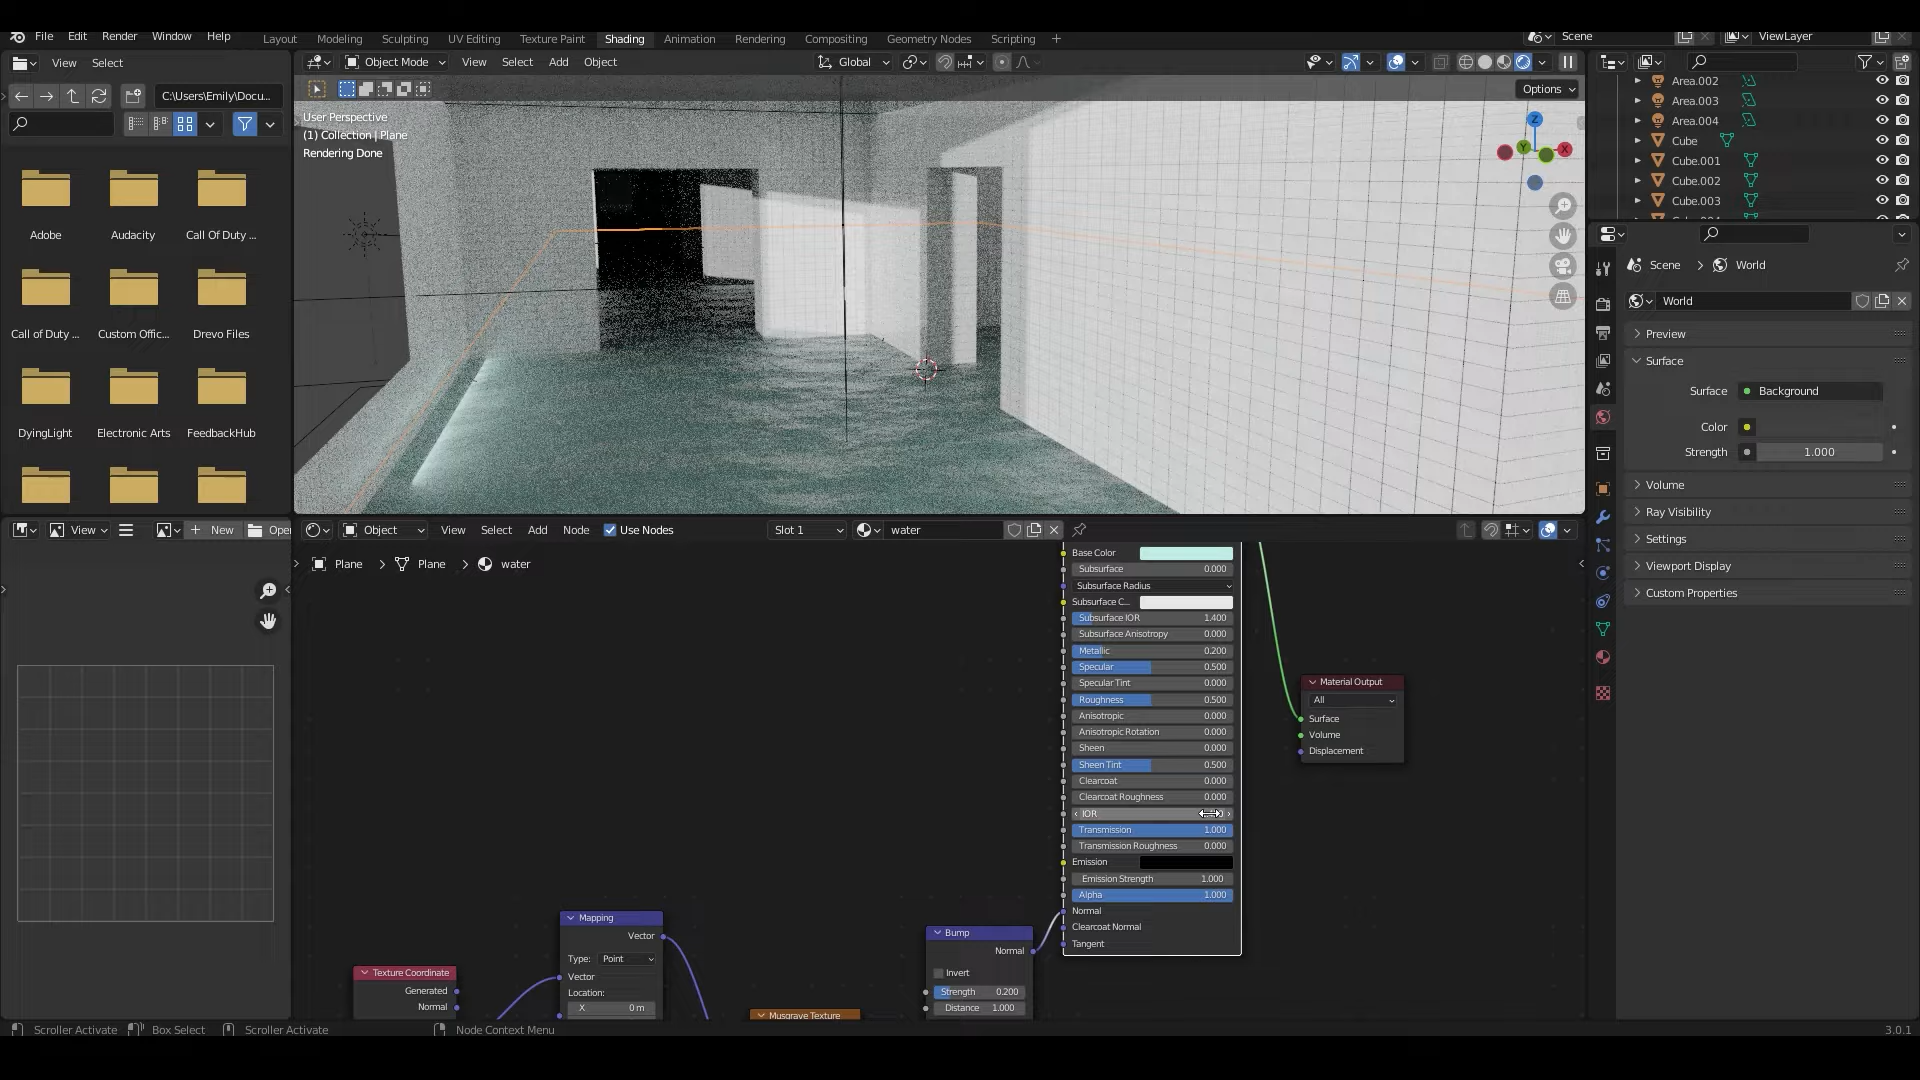 File Edit Render Window Help
Layout Modeling Sculpting UV Editing Texture Paint Shading Animation Rendering Compositing Geometry Nodes Scripting +
Scene ViewLayer
View Select
Object Mode View Select Add Object
Global
C:\Users\Emily\Docu...
Options
User Perspective
(1) Collection | Plane
Rendering Done
Z
Y
X
Adobe Audacity Call Of Duty ...
Call of Duty ... Custom Offic... Drevo Files
DyingLight Electronic Arts FeedbackHub
Area.002
Area.003
Area.004
Cube
Cube.001
Cube.002
Cube.003
Scene > World
World
Preview
Surface
Surface Background
Color
Strength 1.000
Volume
Ray Visibility
Settings
Viewport Display
Custom Properties
View + New Open
Object View Select Add Node Use Nodes Slot 1 water
Plane > Plane > water
Base Color
Subsurface 0.000
Subsurface Radius
Subsurface C...
Subsurface IOR 1.400
Subsurface Anisotropy 0.000
Metallic 0.200
Specular 0.500
Specular Tint 0.000
Roughness 0.500
Anisotropic 0.000
Anisotropic Rotation 0.000
Sheen 0.000
Sheen Tint 0.500
Clearcoat 0.000
Clearcoat Roughness 0.000
IOR
Transmission 1.000
Transmission Roughness 0.000
Emission
Emission Strength 1.000
Alpha 1.000
Normal
Clearcoat Normal
Tangent
Material Output
All
Surface
Volume
Displacement
Mapping
Vector
Type: Point
Vector
Location:
X 0 m
Bump
Normal
Invert
Strength 0.200
Distance 1.000
Texture Coordinate
Generated
Normal
Musgrave Texture
Scroller Activate Box Select Scroller Activate Node Context Menu
3.0.1